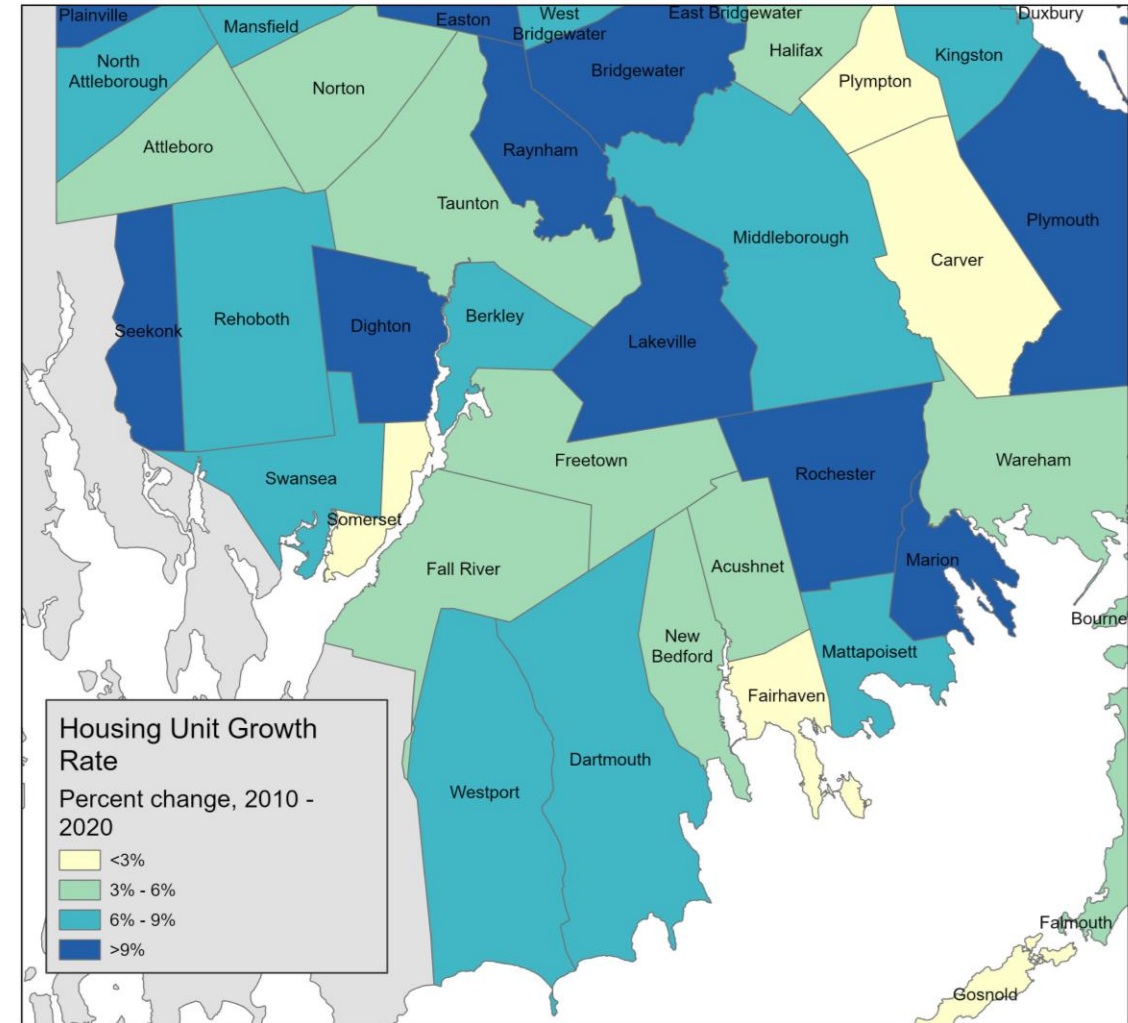 Plainville
Mansfield
Easton
West
Bridgewater
East Bridgewater
Duxbury
North
Attleborough
Norton
Bridgewater
Halifax
Kingston
Plympton
Attleboro
Raynham
Taunton
Middleborough
Plymouth
Carver
Seekonk
Rehoboth
Dighton
Berkley
Lakeville
Freetown
Wareham
Swansea
Rochester
Somerset
Fall River
Acushnet
Marion
Bourne
New
Bedford
Mattapoisett
Fairhaven
Housing Unit Growth
Rate
Percent change, 2010 -
2020
<3%
3% - 6%
6% - 9%
>9%
Westport
Dartmouth
Falmouth
Gosnold